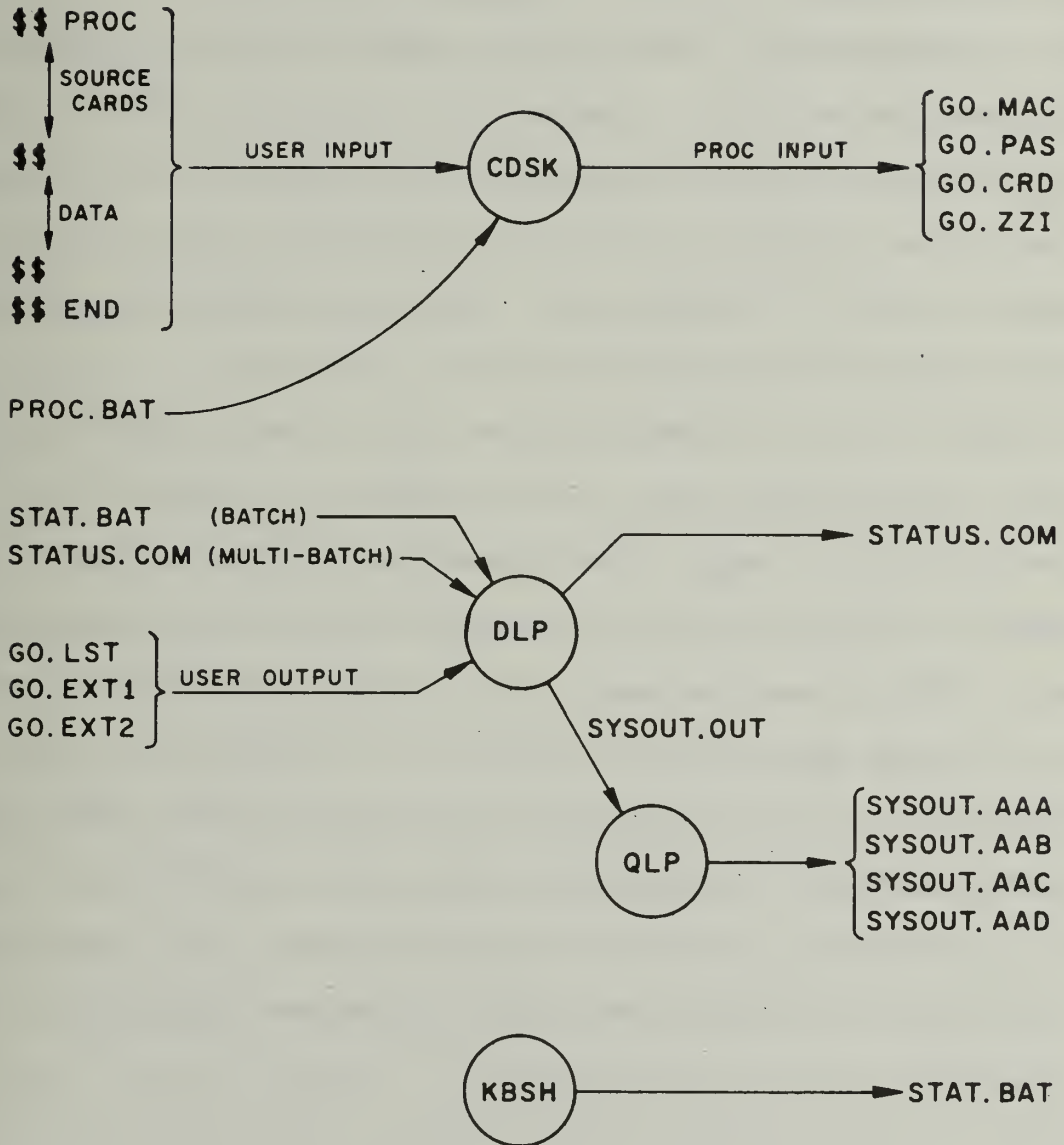 $$ PROC
SOURCE
CARDS
$$
DATA
$$
$$ END
USER INPUT
CDSK
PROC INPUT
GO. MAC
GO. PAS
GO. CRD
GO. ZZI
PROC. BAT
STAT. BAT (BATCH)
STATUS. COM (MULTI-BATCH)
DLP
STATUS. COM
GO. LST
GO. EXT1
GO. EXT2
USER OUTPUT
SYSOUT.OUT
QLP
SYSOUT. AAA
SYSOUT. AAB
SYSOUT. AAC
SYSOUT. AAD
KBSH
STAT. BAT